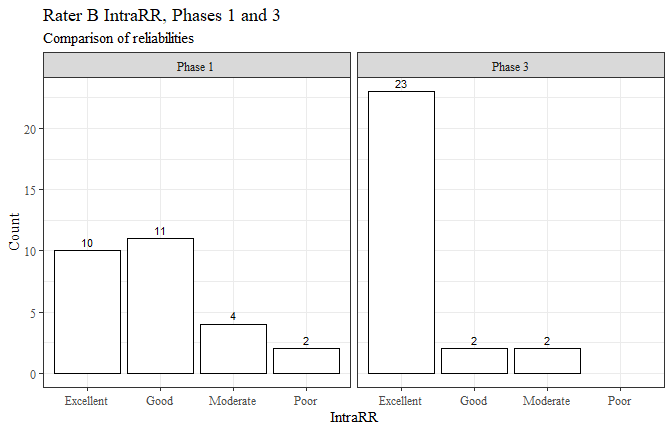 Rater B IntraRR, Phases 1 and 3
Comparison of reliabilities
Phase 1
Phase 3
Count
20
15
10
5
0
10
11
4
2
23
2
2
Excellent
Good
Moderate
Poor
Excellent
Good
Moderate
Poor
IntraRR